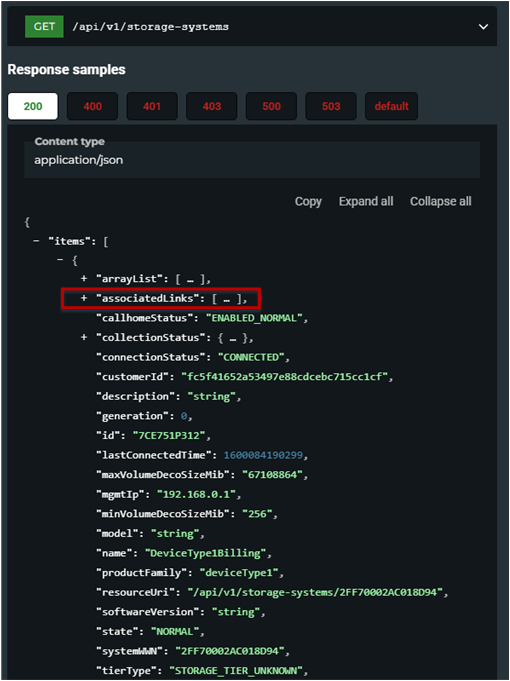 GET /api/v1/storage-systems
Response samples
200 400 401 403 500 503 default
Content type
application/json
Copy Expand all Collapse all
{
− "items": [
− {
+ "arrayList": [ … ],
+ "associatedLinks": [ … ],
"callhomeStatus": "ENABLED_NORMAL",
+ "collectionStatus": { … },
"connectionStatus": "CONNECTED",
"customerId": "fc5f41652a53497e88cdcebc715cc1cf",
"description": "string",
"generation": 0,
"id": "7CE751P312",
"lastConnectedTime": 1600084190299,
"maxVolumeDecoSizeMib": "67108864",
"mgmtIp": "192.168.0.1",
"minVolumeDecoSizeMib": "256",
"model": "string",
"name": "DeviceType1Billing",
"productFamily": "deviceType1",
"resourceUri": "/api/v1/storage-systems/2FF70002AC018D94",
"softwareVersion": "string",
"state": "NORMAL",
"systemWWN": "2FF70002AC018D94",
"tierType": "STORAGE_TIER_UNKNOWN",